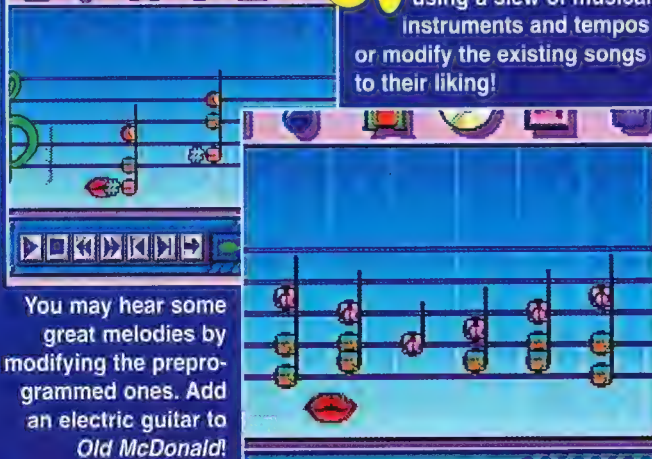 using a slew of musical
instruments and tempos
or modify the existing songs
to their liking!
You may hear some
great melodies by
modifying the prepro-
grammed ones. Add
an electric guitar to
Old McDonald!